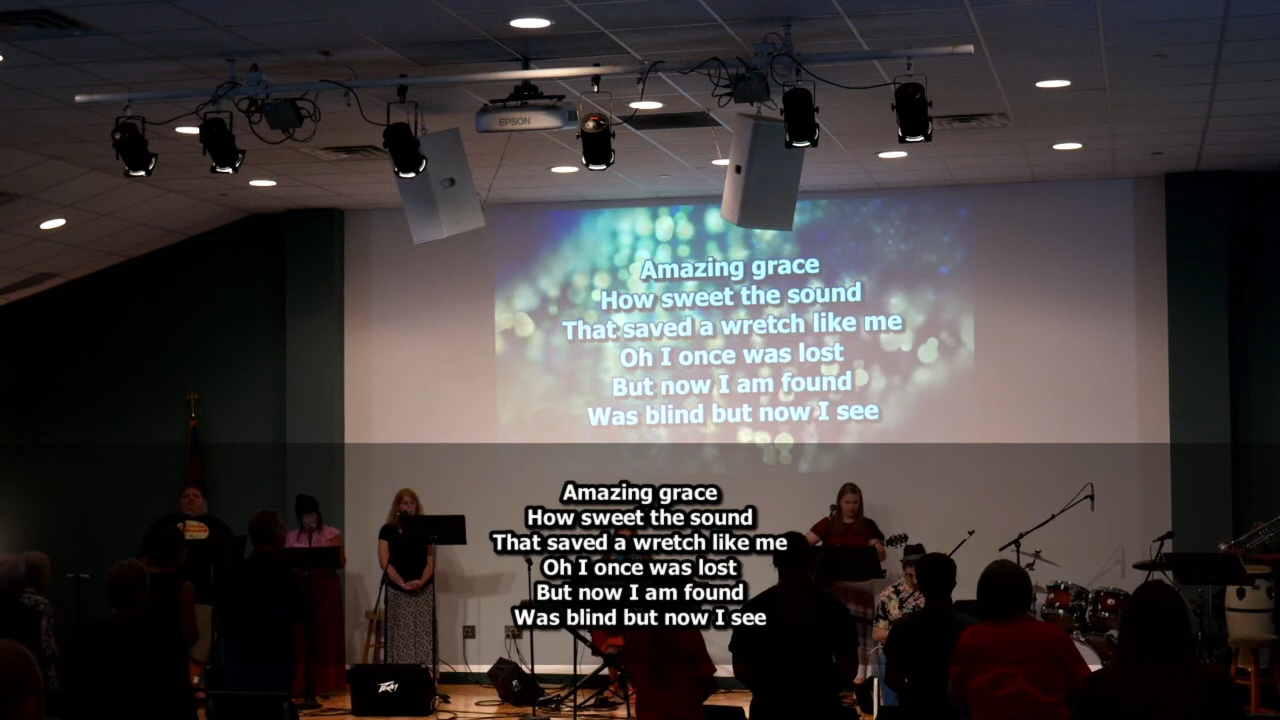 EPSON
Amazing grace
How sweet the sound
That saved a wretch like me
Oh I once was lost
But now I am found
Was blind but now I see
Amazing grace
How sweet the sound
That saved a wretch like me
Oh I once was lost
But now I am found
Was blind but now I see